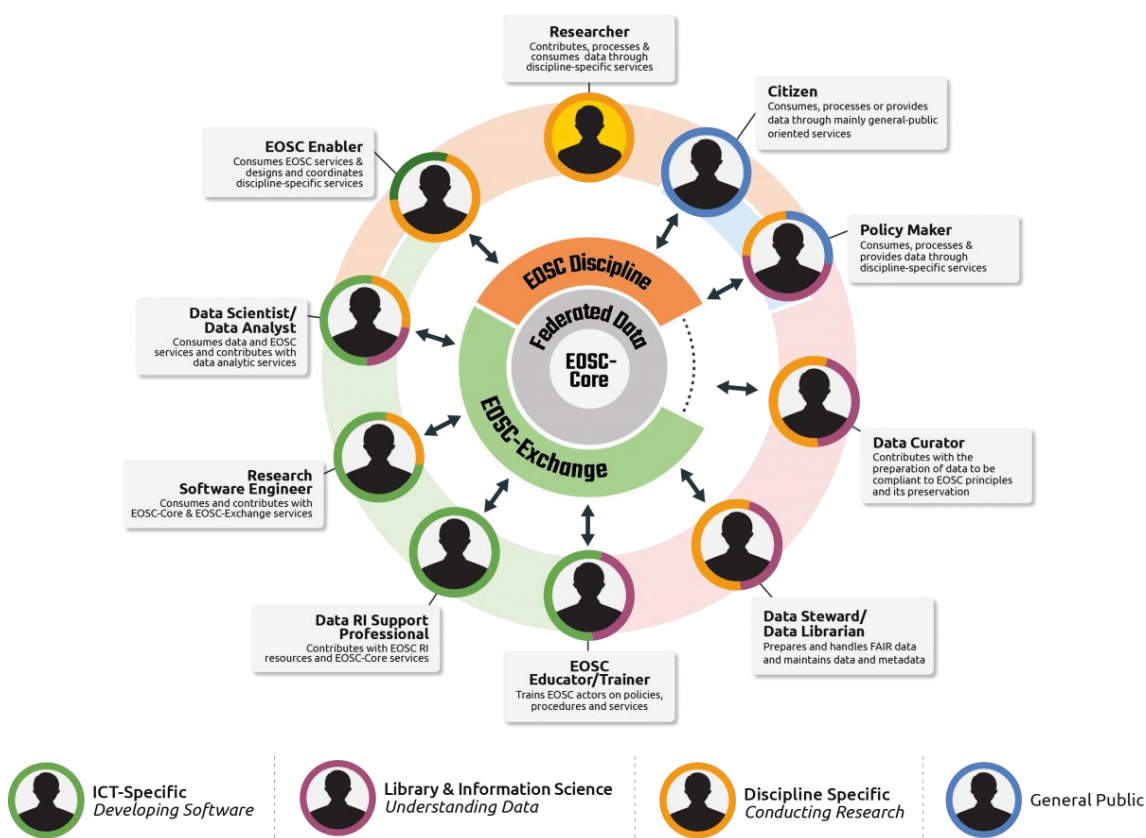 Researcher
Contributes, processes &
consumes data through
discipline-specific services
Citizen
Consumes, processes or provides
data through mainly general-public
oriented services
EOSC Enabler
Consumes EOSC services &
designs and coordinates
discipline-specific services
Policy Maker
Consumes, processes &
provides data through
discipline-specific services
EOSC Discipline
Federated Data
EOSC-
Core
EOSC-Exchange
Data Scientist/
Data Analyst
Consumes data and EOSC
services and contributes with
data analytic services
Data Curator
Contributes with the
preparation of data to be
compliant to EOSC principles
and its preservation
Research
Software Engineer
Consumes and contributes with
EOSC-Core & EOSC-Exchange services
Data RI Support
Professional
Contributes with EOSC RI
resources and EOSC-Core services
Data Steward/
Data Librarian
Prepares and handles FAIR data
and maintains data and metadata
EOSC
Educator/Trainer
Trains EOSC actors on policies,
procedures and services
ICT-Specific
Developing Software
Library & Information Science
Understanding Data
Discipline Specific
Conducting Research
General Public